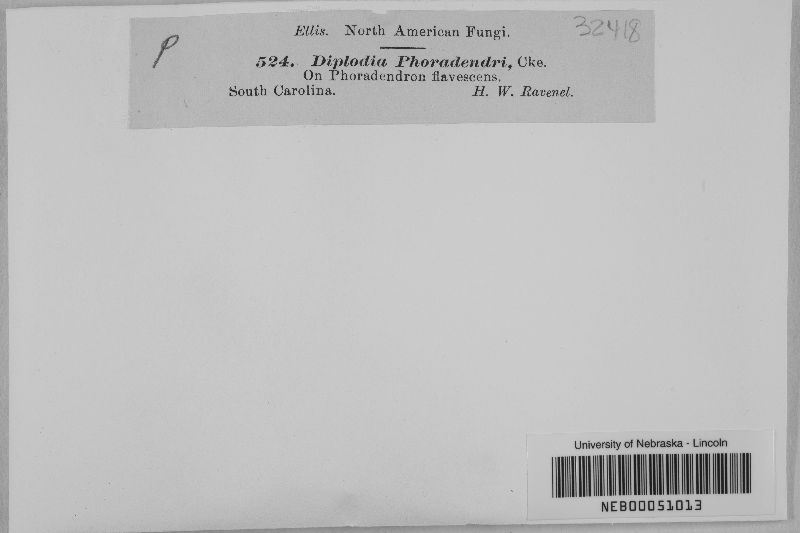 Ellis. North American Fungi.
32418
P
524. Diplodia Phoradendri, Cke.
On Phoradendron flavescens.
South Carolina. H. W. Ravenel.
University of Nebraska - Lincoln
NEB00051013